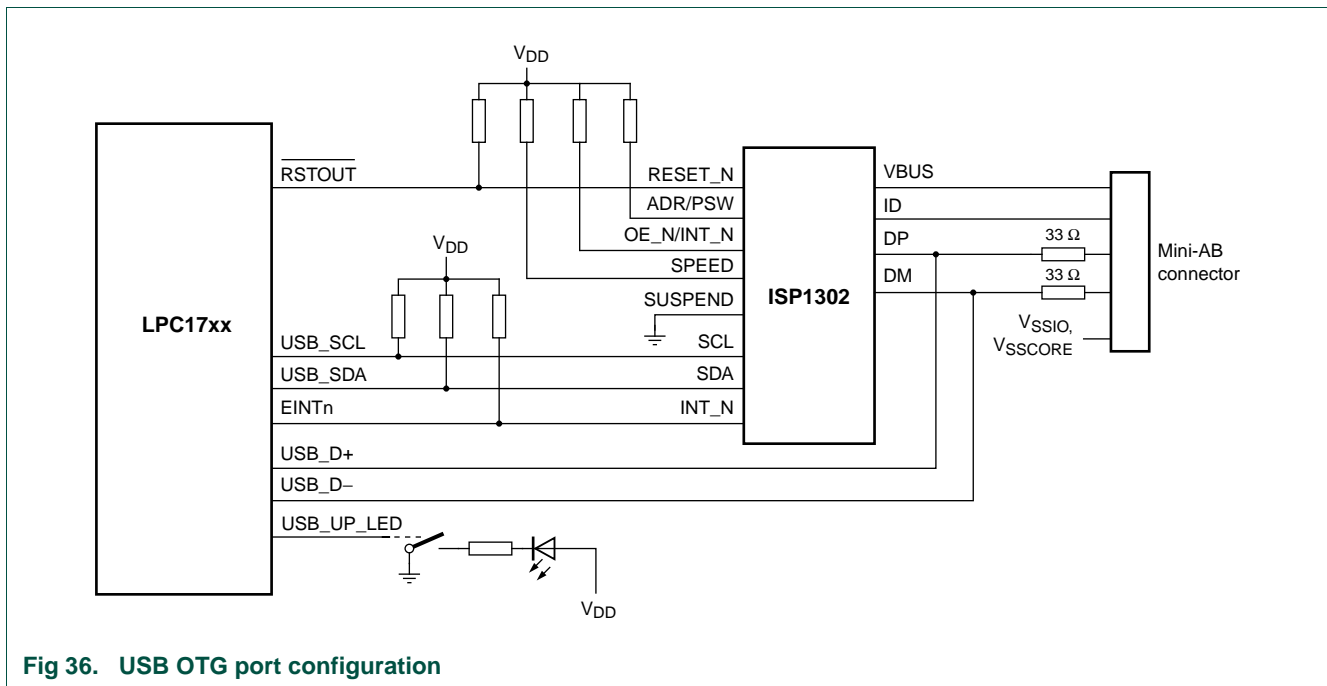 VDD
RSTOUT
RESET_N
VBUS
ADR/PSW
ID
OE_N/INT_N
DP
33 Ω
VDD
SPEED
DM
33 Ω
Mini-AB
connector
SUSPEND
ISP1302
LPC17xx
VSSIO,
VSSCORE
USB_SCL
SCL
USB_SDA
SDA
EINTn
INT_N
USB_D+
USB_D−
USB_UP_LED
VDD
Fig 36. USB OTG port configuration